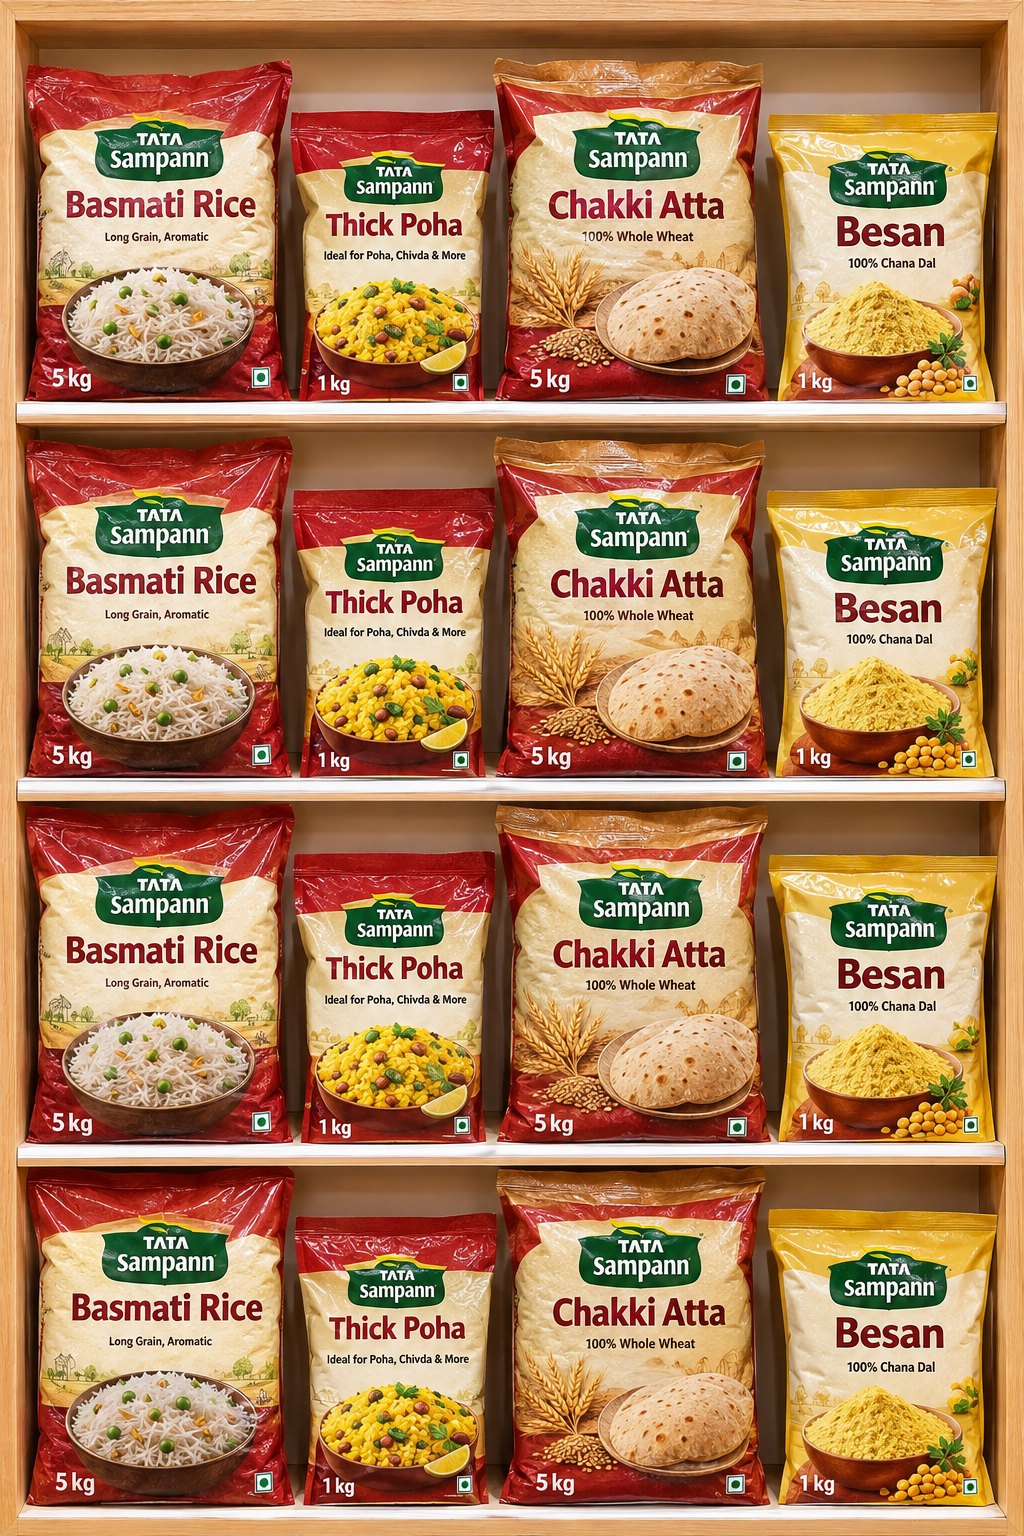 TATA
Sampann
Basmati Rice
Long Grain, Aromatic
5 kg
TATA
Sampann
Thick Poha
Ideal for Poha, Chivda & More
1 kg
TATA
Sampann
Chakki Atta
100% Whole Wheat
5 kg
TATA
Sampann
Besan
100% Chana Dal
1 kg
TATA
Sampann
Basmati Rice
Long Grain, Aromatic
5 kg
TATA
Sampann
Thick Poha
Ideal for Poha, Chivda & More
1 kg
TATA
Sampann
Chakki Atta
100% Whole Wheat
5 kg
TATA
Sampann
Besan
100% Chana Dal
1 kg
TATA
Sampann
Basmati Rice
Long Grain, Aromatic
5 kg
TATA
Sampann
Thick Poha
Ideal for Poha, Chivda & More
1 kg
TATA
Sampann
Chakki Atta
100% Whole Wheat
5 kg
TATA
Sampann
Besan
100% Chana Dal
1 kg
TATA
Sampann
Basmati Rice
Long Grain, Aromatic
5 kg
TATA
Sampann
Thick Poha
Ideal for Poha, Chivda & More
1 kg
TATA
Sampann
Chakki Atta
100% Whole Wheat
5 kg
TATA
Sampann
Besan
100% Chana Dal
1 kg